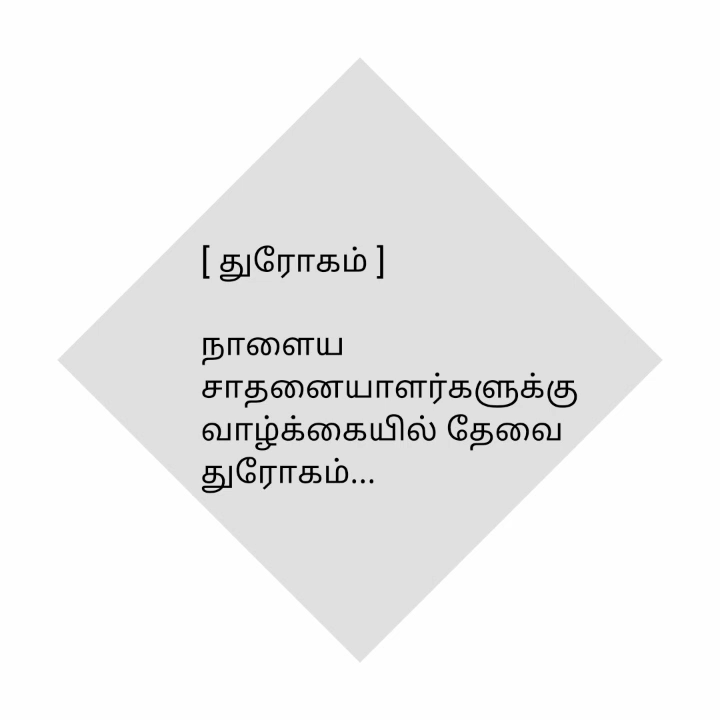 [ துரோகம் ]
நாளைய
சாதனையாளர்களுக்கு
வாழ்க்கையில் தேவை
துரோகம்...